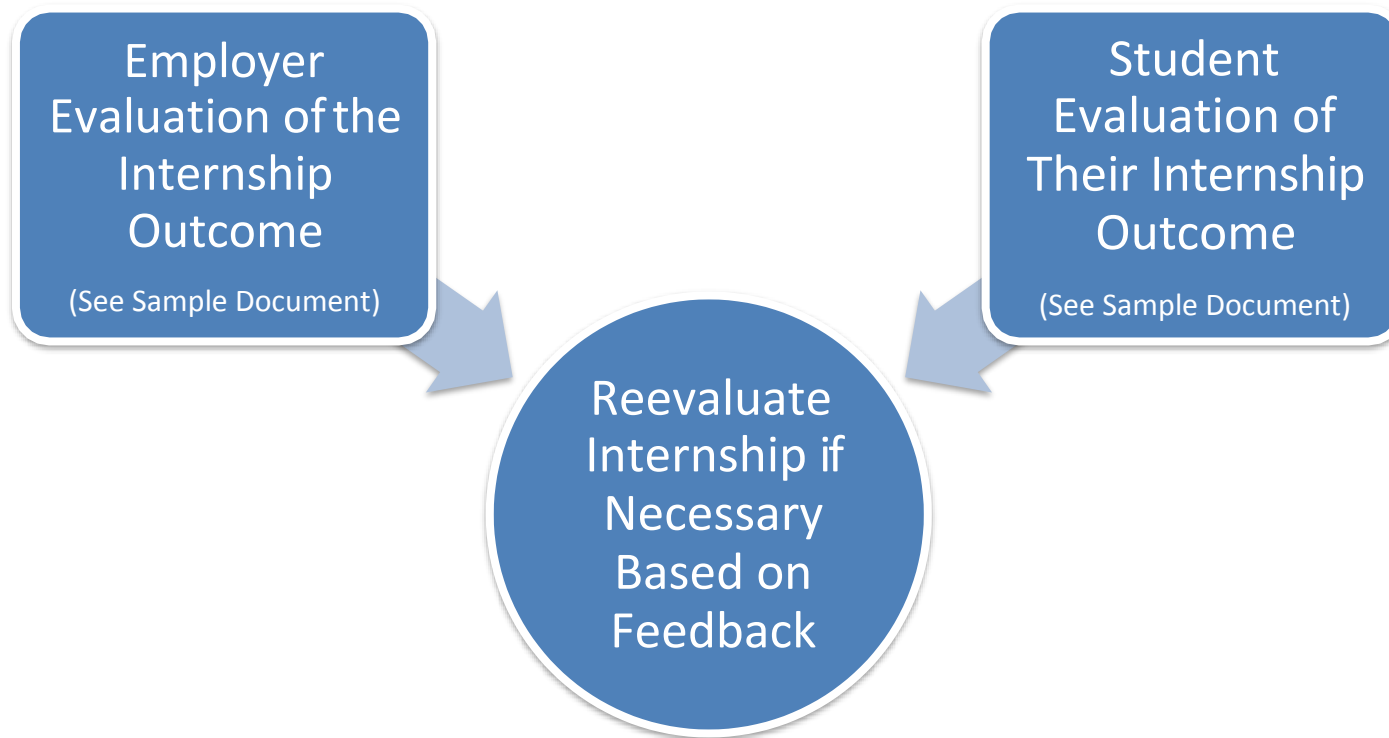 Employer
Evaluation of the
Internship
Outcome
(See Sample Document)
Student
Evaluation of
Their Internship
Outcome
(See Sample Document)
Reevaluate
Internship if
Necessary
Based on
Feedback